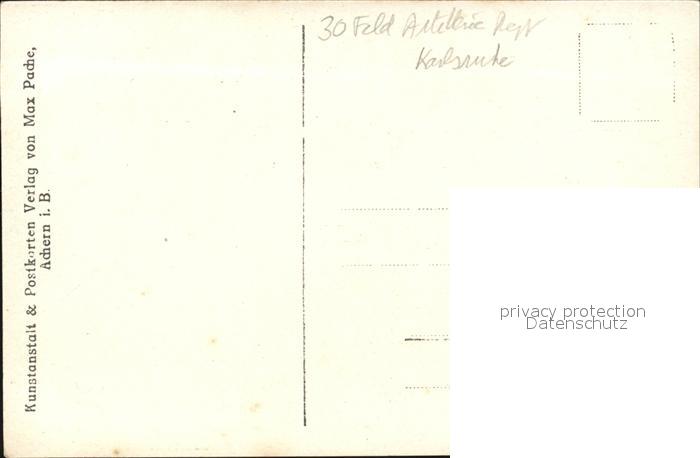 30 Feld Artillerie Regt
Karlsruhe
Kunstanstalt & Postkarten Verlag von Max Pache,
Achern i. B.
privacy protection
Datenschutz